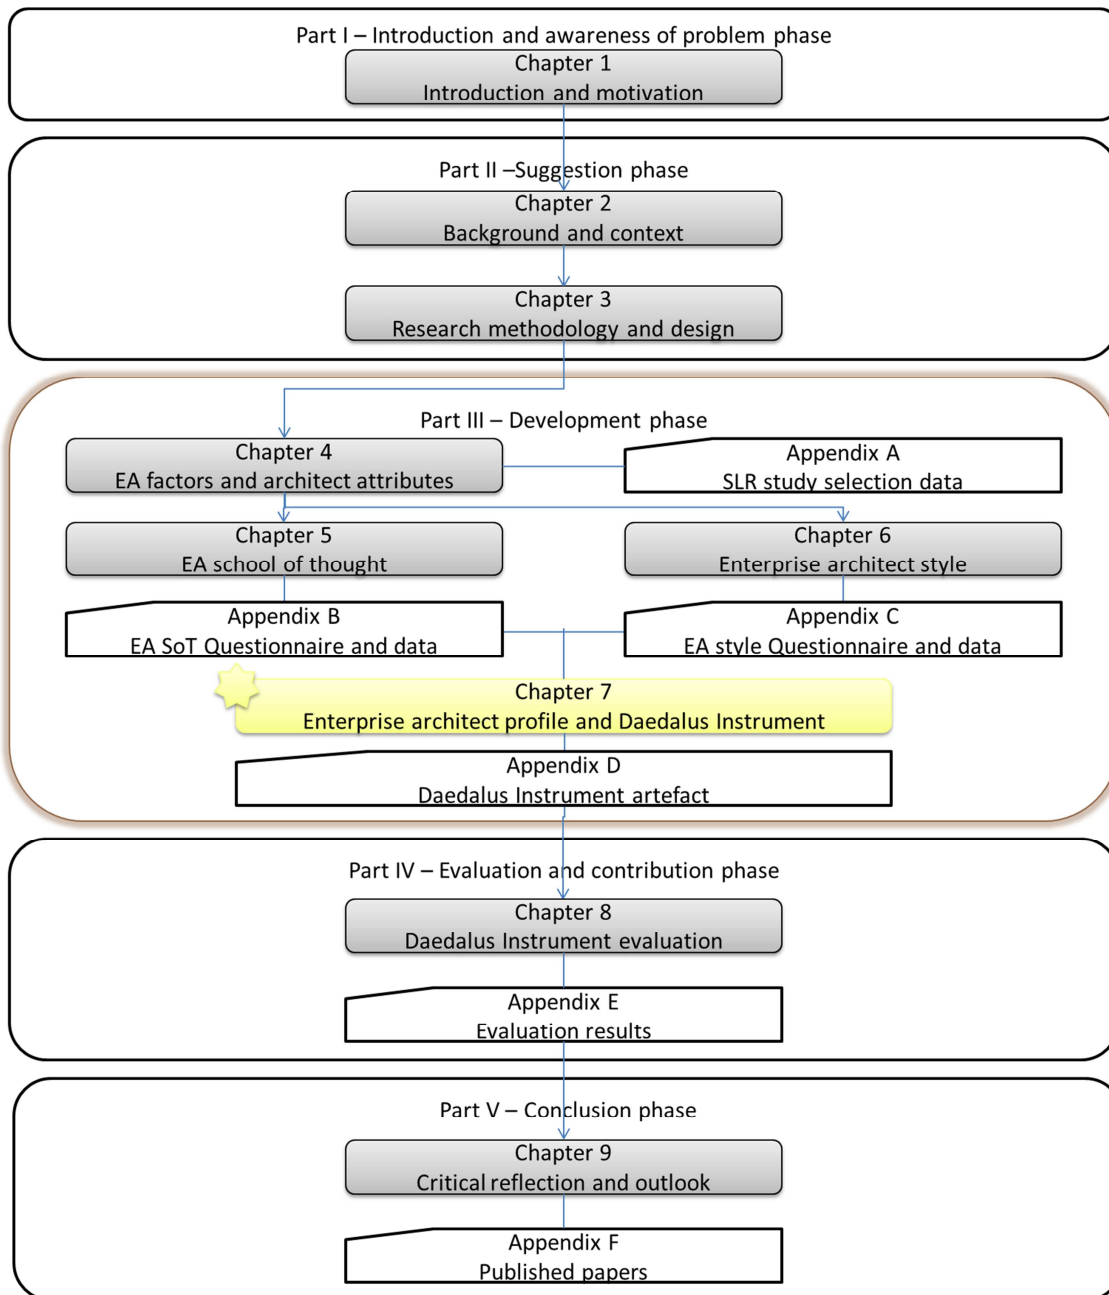 Part I – Introduction and awareness of problem phase
Chapter 1
Introduction and motivation
Part II –Suggestion phase
Chapter 2
Background and context
Chapter 3
Research methodology and design
Part III – Development phase
Chapter 4
EA factors and architect attributes
Appendix A
SLR study selection data
Chapter 5
EA school of thought
Chapter 6
Enterprise architect style
Appendix B
EA SoT Questionnaire and data
Appendix C
EA style Questionnaire and data
Chapter 7
Enterprise architect profile and Daedalus Instrument
Appendix D
Daedalus Instrument artefact
Part IV – Evaluation and contribution phase
Chapter 8
Daedalus Instrument evaluation
Appendix E
Evaluation results
Part V – Conclusion phase
Chapter 9
Critical reflection and outlook
Appendix F
Published papers